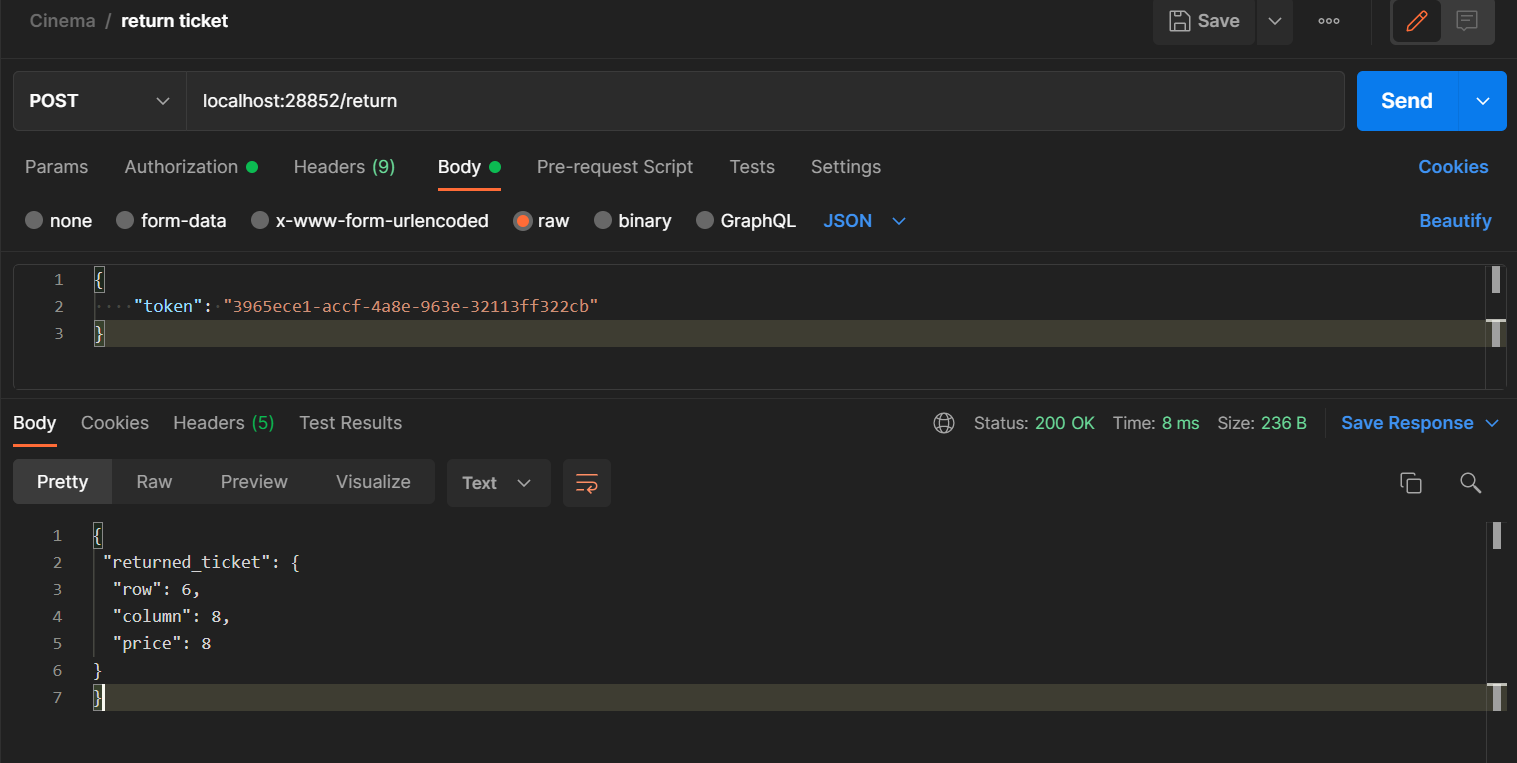 Cinema / return ticket
Save
POST
localhost:28852/return
Send
Params Authorization Headers (9) Body Pre-request Script Tests Settings Cookies
none form-data x-www-form-urlencoded raw binary GraphQL JSON Beautify
1 {
2 ····"token":·"3965ece1-accf-4a8e-963e-32113ff322cb"
3 }
Body Cookies Headers (5) Test Results Status: 200 OK Time: 8 ms Size: 236 B Save Response
Pretty Raw Preview Visualize Text
1 {
2 "returned_ticket": {
3 "row": 6,
4 "column": 8,
5 "price": 8
6 }
7 }